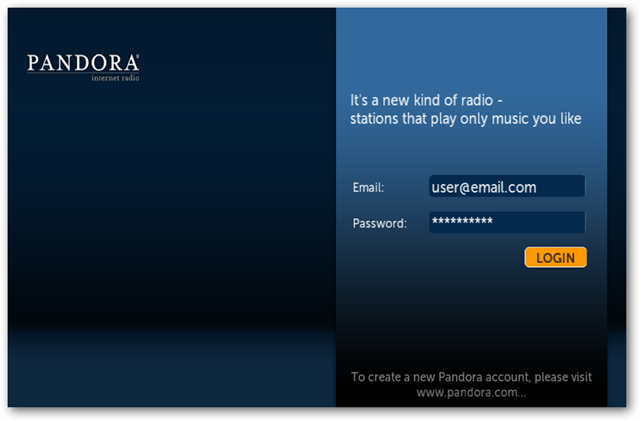 PANDORA®
internet radio
It's a new kind of radio -
stations that play only music you like
Email: user@email.com
Password: **********
LOGIN
To create a new Pandora account, please visit
www.pandora.com...